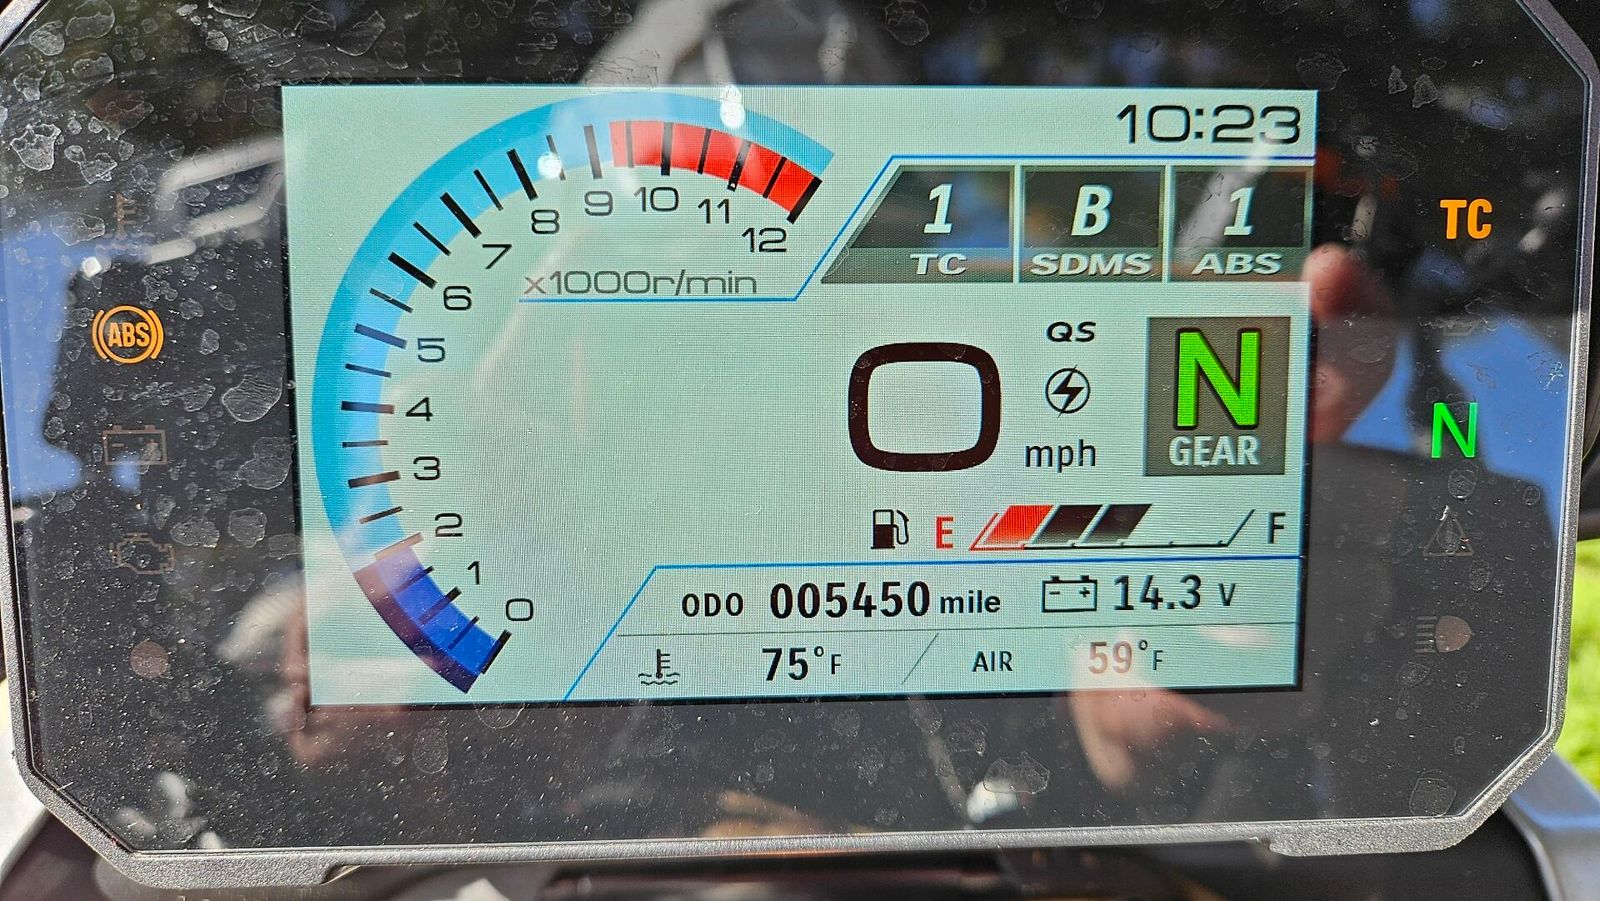 10:23
1 B 1
TC SDMS ABS
TC
8 9 10 11 12
7
x1000r/min
6
ABS
5
4
3
2
1
0
QS
0
mph
N
GEAR
N
E F
ODO 005450 mile 14.3 V
75°F AIR 59°F